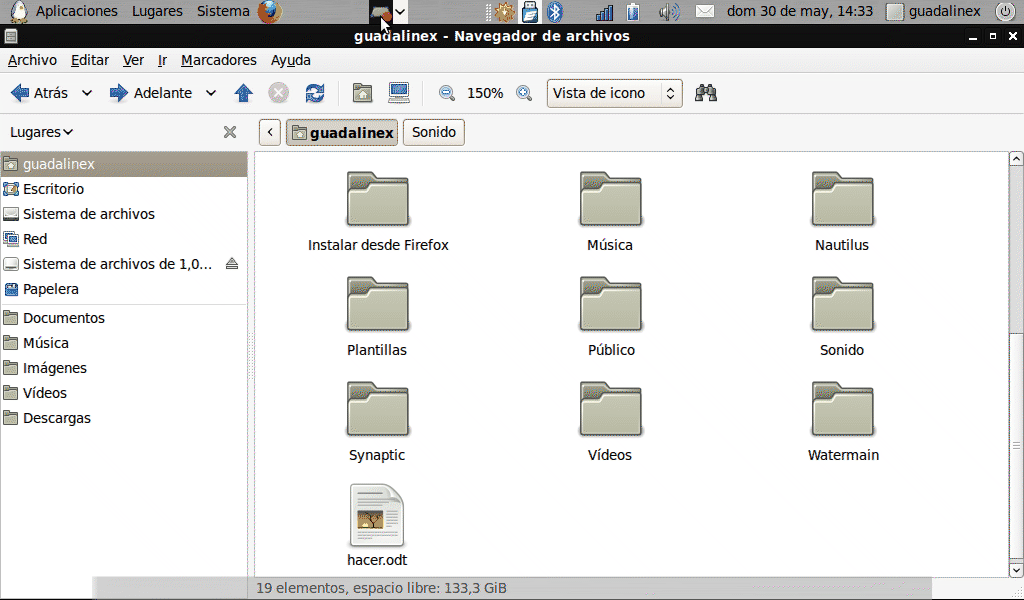 Aplicaciones Lugares Sistema dom 30 de may, 14:33 guadalinex
guadalinex - Navegador de archivos
Archivo Editar Ver Ir Marcadores Ayuda
Atrás Adelante 150% Vista de icono
Lugares guadalinex Sonido
guadalinex
Escritorio
Sistema de archivos
Red
Sistema de archivos de 1,0...
Papelera
Documentos
Música
Imágenes
Vídeos
Descargas
Instalar desde Firefox Música Nautilus
Plantillas Público Sonido
Synaptic Vídeos Watermain
hacer.odt
19 elementos, espacio libre: 133,3 GiB